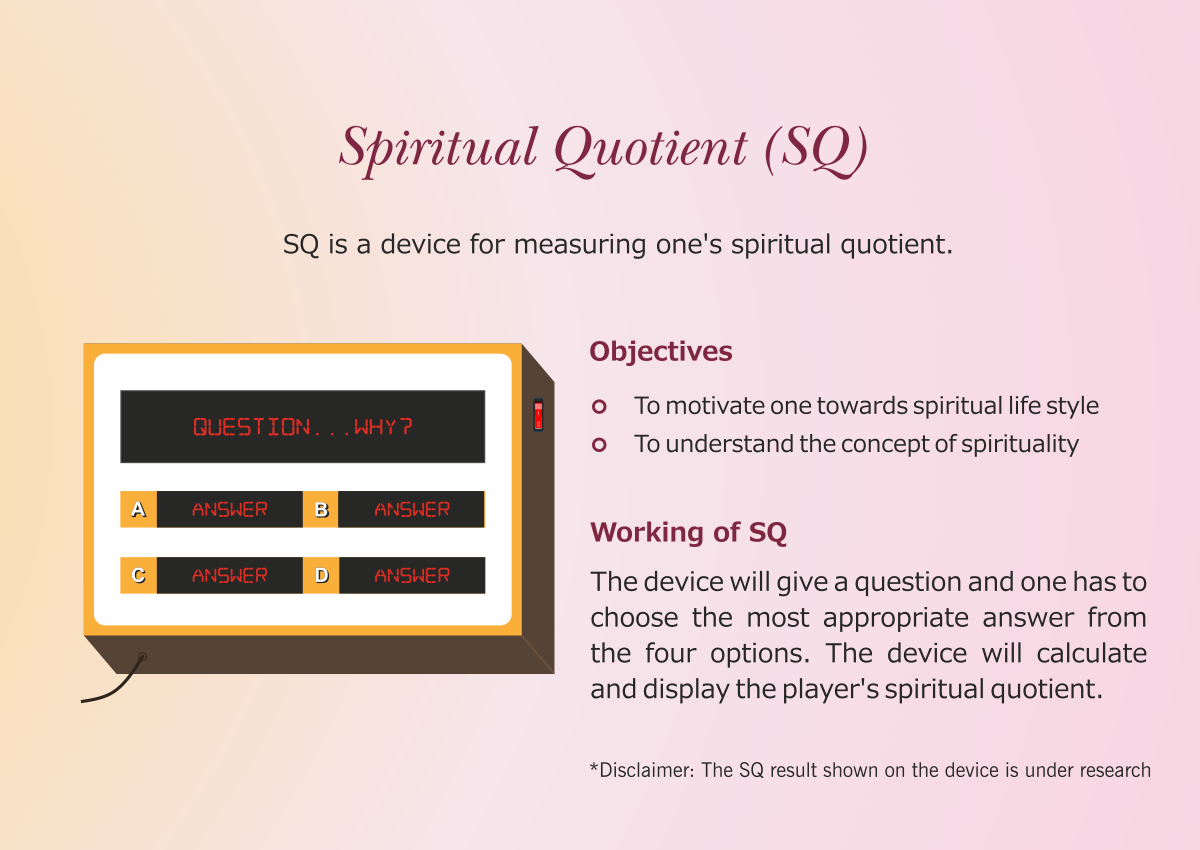 Spiritual Quotient (SQ)
SQ is a device for measuring one's spiritual quotient.
QUESTION...WHY?
A ANSWER B ANSWER
C ANSWER D ANSWER
I
O
Objectives
To motivate one towards spiritual life style
To understand the concept of spirituality
Working of SQ
The device will give a question and one has to
choose the most appropriate answer from
the four options. The device will calculate
and display the player's spiritual quotient.
*Disclaimer: The SQ result shown on the device is under research